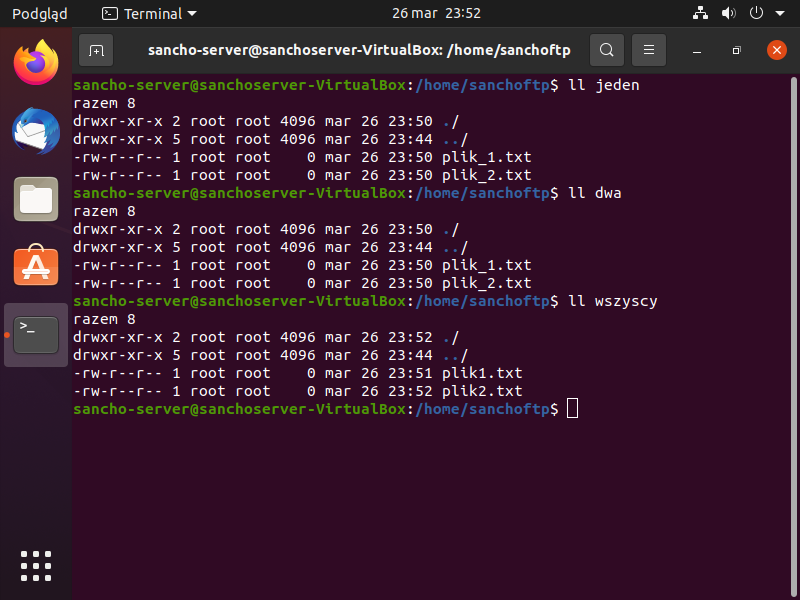 Podgląd Terminal 26 mar 23:52
sancho-server@sanchoserver-VirtualBox: /home/sanchoftp
sancho-server@sanchoserver-VirtualBox:/home/sanchoftp$ ll jeden
razem 8
drwxr-xr-x 2 root root 4096 mar 26 23:50 ./
drwxr-xr-x 5 root root 4096 mar 26 23:44 ../
-rw-r--r-- 1 root root    0 mar 26 23:50 plik_1.txt
-rw-r--r-- 1 root root    0 mar 26 23:50 plik_2.txt
sancho-server@sanchoserver-VirtualBox:/home/sanchoftp$ ll dwa
razem 8
drwxr-xr-x 2 root root 4096 mar 26 23:50 ./
drwxr-xr-x 5 root root 4096 mar 26 23:44 ../
-rw-r--r-- 1 root root    0 mar 26 23:50 plik_1.txt
-rw-r--r-- 1 root root    0 mar 26 23:50 plik_2.txt
sancho-server@sanchoserver-VirtualBox:/home/sanchoftp$ ll wszyscy
razem 8
drwxr-xr-x 2 root root 4096 mar 26 23:52 ./
drwxr-xr-x 5 root root 4096 mar 26 23:44 ../
-rw-r--r-- 1 root root    0 mar 26 23:51 plik1.txt
-rw-r--r-- 1 root root    0 mar 26 23:52 plik2.txt
sancho-server@sanchoserver-VirtualBox:/home/sanchoftp$